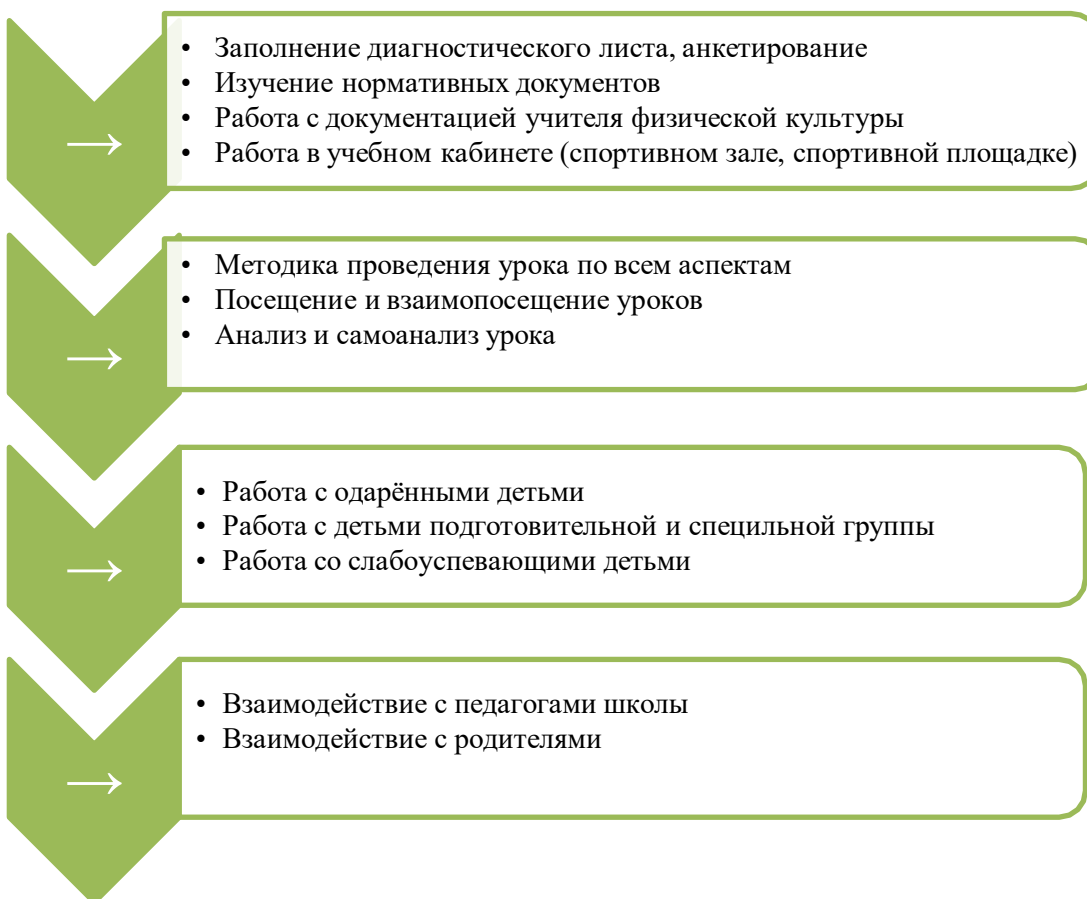 • Заполнение диагностического листа, анкетирование
• Изучение нормативных документов
• Работа с документацией учителя физической культуры
• Работа в учебном кабинете (спортивном зале, спортивной площадке)
→
• Методика проведения урока по всем аспектам
• Посещение и взаимопосещение уроков
• Анализ и самоанализ урока
→
• Работа с одарёнными детьми
• Работа с детьми подготовительной и специльной группы
• Работа со слабоуспевающими детьми
→
• Взаимодействие с педагогами школы
• Взаимодействие с родителями
→